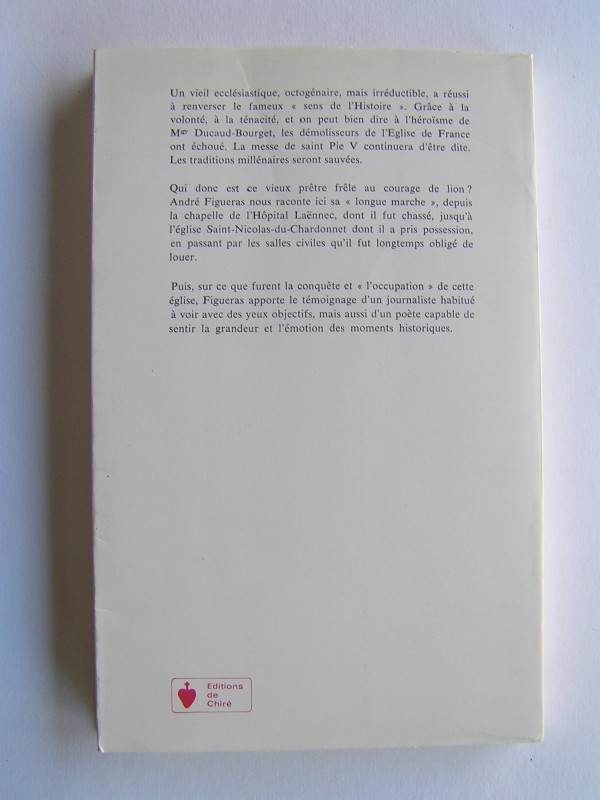 Un vieil ecclésiastique, octogénaire, mais irréductible, a réussi
à renverser le fameux « sens de l'Histoire ». Grâce à la
volonté, à la ténacité, et on peut bien dire à l'héroïsme de
Mgr Ducaud-Bourget, les démolisseurs de l'Eglise de France
ont échoué. La messe de saint Pie V continuera d'être dite.
Les traditions millénaires seront sauvées.
Qui donc est ce vieux prêtre frêle au courage de lion ?
André Figueras nous raconte ici sa « longue marche », depuis
la chapelle de l'Hôpital Laënnec, dont il fut chassé, jusqu'à
l'église Saint-Nicolas-du-Chardonnet dont il a pris possession,
en passant par les salles civiles qu'il fut longtemps obligé de
louer.
Puis, sur ce que furent la conquête et « l'occupation » de cette
église, Figueras apporte le témoignage d'un journaliste habitué
à voir avec des yeux objectifs, mais aussi d'un poète capable de
sentir la grandeur et l'émotion des moments historiques.
Editions
de
Chiré